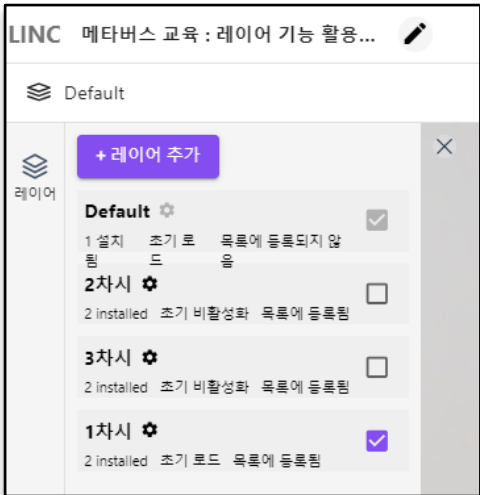 LINC 메타버스 교육 : 레이어 기능 활용...
Default
레이어
+ 레이어 추가
Default
1 설치됨 초기 로드 목록에 등록되지 않음
2차시
2 installed 초기 비활성화 목록에 등록됨
3차시
2 installed 초기 비활성화 목록에 등록됨
1차시
2 installed 초기 로드 목록에 등록됨